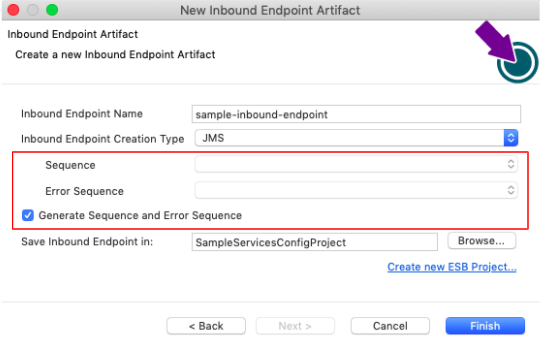 New Inbound Endpoint Artifact
Inbound Endpoint Artifact
Create a new Inbound Endpoint Artifact
Inbound Endpoint Name sample-inbound-endpoint
Inbound Endpoint Creation Type JMS
Sequence
Error Sequence
Generate Sequence and Error Sequence
Save Inbound Endpoint in: SampleServicesConfigProject Browse...
Create new ESB Project...
< Back Next > Cancel Finish